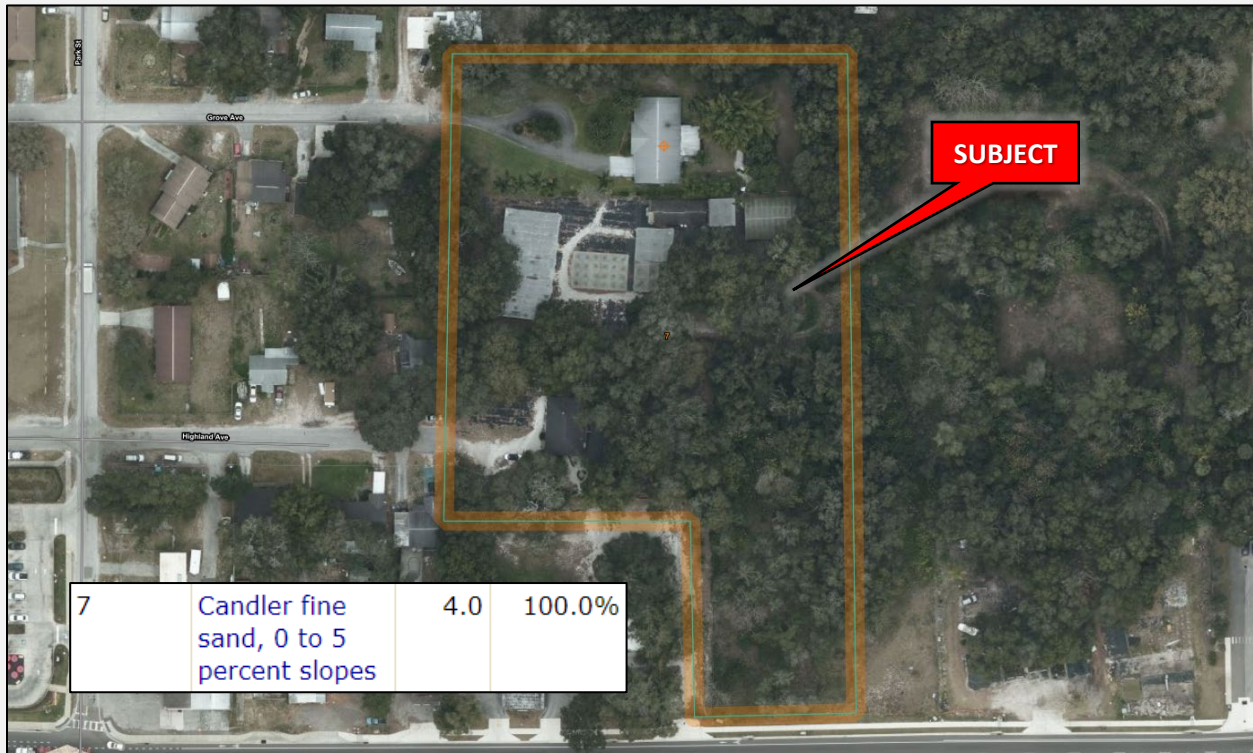 Park St
Grove Ave
SUBJECT
7
Highland Ave
7 Candler fine 4.0 100.0%
sand, 0 to 5
percent slopes